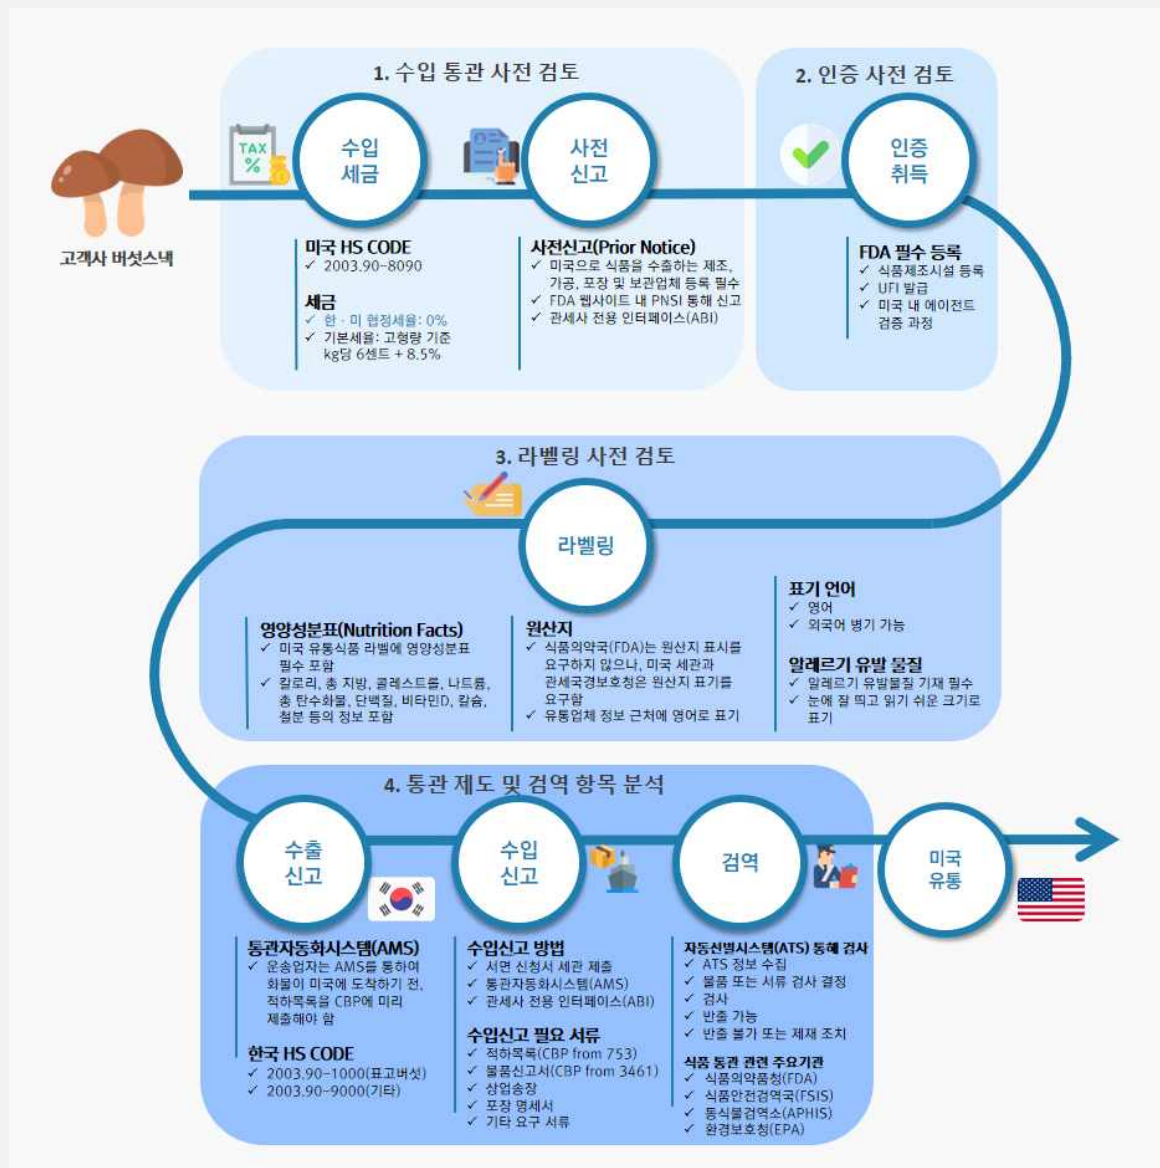 1. 수입 통관 사전 검토
2. 인증 사전 검토
TAX
%
수입
세금
사전
신고
인증
취득
고객사 버섯스낵
미국 HS CODE
✓ 2003.90-8090
세금
✓ 한·미 협정세율: 0%
✓ 기본세율: 고형량 기준
kg당 6센트 + 8.5%
사전신고(Prior Notice)
✓ 미국으로 식품을 수출하는 제조,
가공, 포장 및 보관업체 등록 필수
✓ FDA 웹사이트 내 PNSI 통해 신고
✓ 관세사 전용 인터페이스(ABI)
FDA 필수 등록
✓ 식품제조시설 등록
✓ UFI 발급
✓ 미국 내 에이전트
검증 과정
3. 라벨링 사전 검토
라벨링
영양성분표(Nutrition Facts)
✓ 미국 유통식품 라벨에 영양성분표
필수 포함
✓ 칼로리, 총 지방, 콜레스트롤, 나트륨,
총 탄수화물, 단백질, 비타민D, 칼슘,
철분 등의 정보 포함
원산지
✓ 식품의약국(FDA)는 원산지 표시를
요구하지 않으나, 미국 세관과
관세국경보호청은 원산지 표기를
요구함
✓ 유통업체 정보 근처에 영어로 표기
표기 언어
✓ 영어
✓ 외국어 병기 가능
알레르기 유발 물질
✓ 알레르기 유발물질 기재 필수
✓ 눈에 잘 띄고 읽기 쉬운 크기로
표기
4. 통관 제도 및 검역 항목 분석
수출
신고
수입
신고
검역
미국
유통
통관자동화시스템(AMS)
✓ 운송업자는 AMS를 통하여
화물이 미국에 도착하기 전,
적하목록을 CBP에 미리
제출해야 함
한국 HS CODE
✓ 2003.90-1000(표고버섯)
✓ 2003.90-9000(기타)
수입신고 방법
✓ 서면 신청서 세관 제출
✓ 통관자동화시스템(AMS)
✓ 관세사 전용 인터페이스(ABI)
수입신고 필요 서류
✓ 적하목록(CBP from 753)
✓ 물품신고서(CBP from 3461)
✓ 상업송장
✓ 포장 명세서
✓ 기타 요구 서류
자동선별시스템(ATS) 통해 검사
✓ ATS 정보 수집
✓ 물품 또는 서류 검사 결정
✓ 검사
✓ 반출 가능
✓ 반출 불가 또는 제재 조치
식품 통관 관련 주요기관
✓ 식품의약품청(FDA)
✓ 식품안전검역국(FSIS)
✓ 동식물검역소(APHIS)
✓ 환경보호청(EPA)